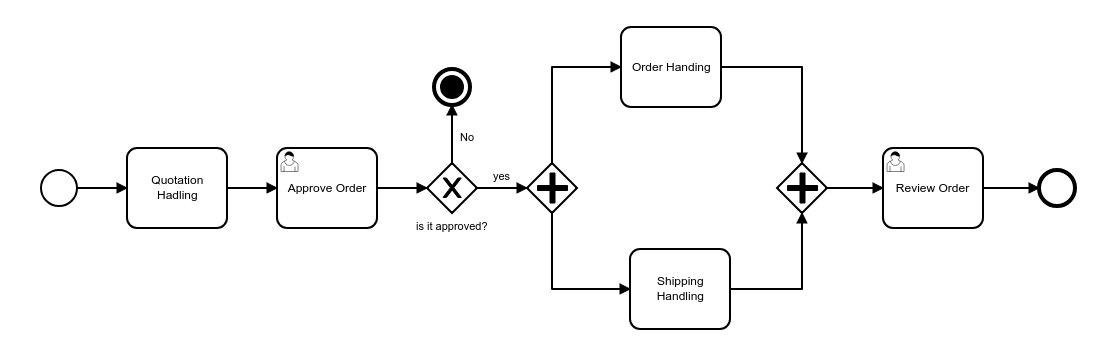 Order Handing
No
Quotation
Hadling
Approve Order
yes
Review Order
is it approved?
Shipping
Handling